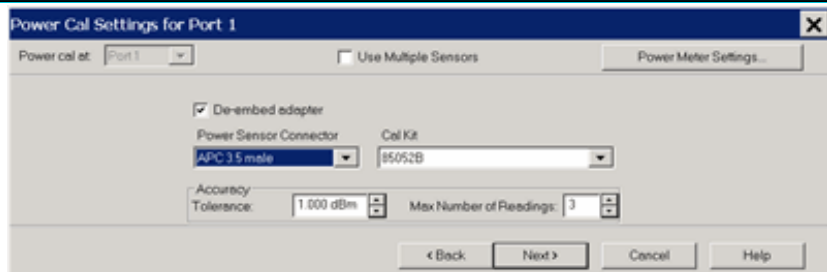 Power Cal Settings for Port 1
Power cal at: Port 1 Use Multiple Sensors Power Meter Settings...
De-embed adapter
Power Sensor Connector Cal Kit
APC 3.5 male 85052B
Accuracy
Tolerance: 1.000 dBm Max Number of Readings: 3
< Back Next > Cancel Help